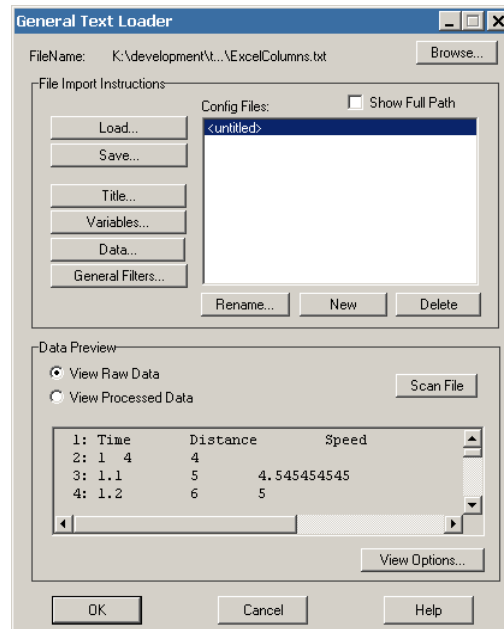 General Text Loader
FileName: K:\development\t...\ExcelColumns.txt Browse...
File Import Instructions
Config Files: Show Full Path
Load...
<untitled>
Save...
Title...
Variables...
Data...
General Filters...
Rename... New Delete
Data Preview
View Raw Data
Scan File
View Processed Data
1: Time Distance Speed
2: 1 4 4
3: 1.1 5 4.545454545
4: 1.2 6 5
View Options...
OK Cancel Help